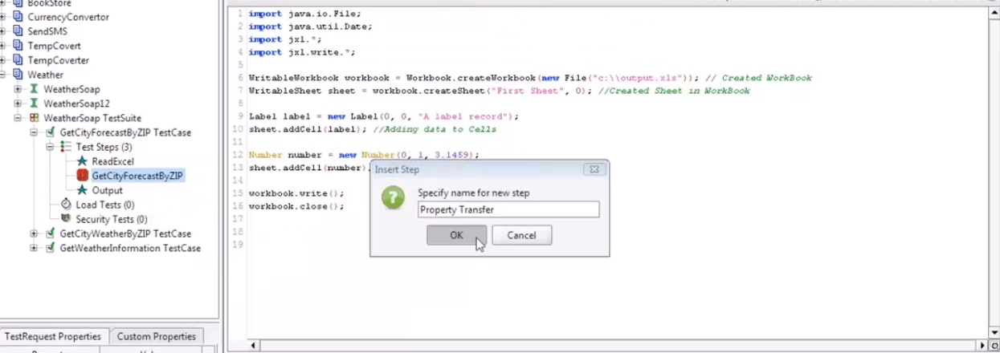 BookStore
CurrencyConvertor
SendSMS
TempCovert
TempCoverter
Weather
WeatherSoap
WeatherSoap12
WeatherSoap TestSuite
GetCityForecastByZIP TestCase
Test Steps (3)
ReadExcel
GetCityForecastByZIP
Output
Load Tests (0)
Security Tests (0)
GetCityWeatherByZIP TestCase
GetWeatherInformation TestCase
TestRequest Properties Custom Properties
1 import java.io.File;
2 import java.util.Date;
3 import jxl.*;
4 import jxl.write.*;
5
6 WritableWorkbook workbook = Workbook.createWorkbook(new File("c:\\output.xls")); // Created WorkBook
7 WritableSheet sheet = workbook.createSheet("First Sheet", 0); //Created Sheet in WorkBook
8
9 Label label = new Label(0, 0, "A label record");
10 sheet.addCell(label); //Adding data to Cells
11
12 Number number = new Number(0, 1, 3.1459);
13 sheet.addCell(number)
14
15 workbook.write();
16 workbook.close();
17
18
19
Insert Step
Specify name for new step
Property Transfer
OK Cancel